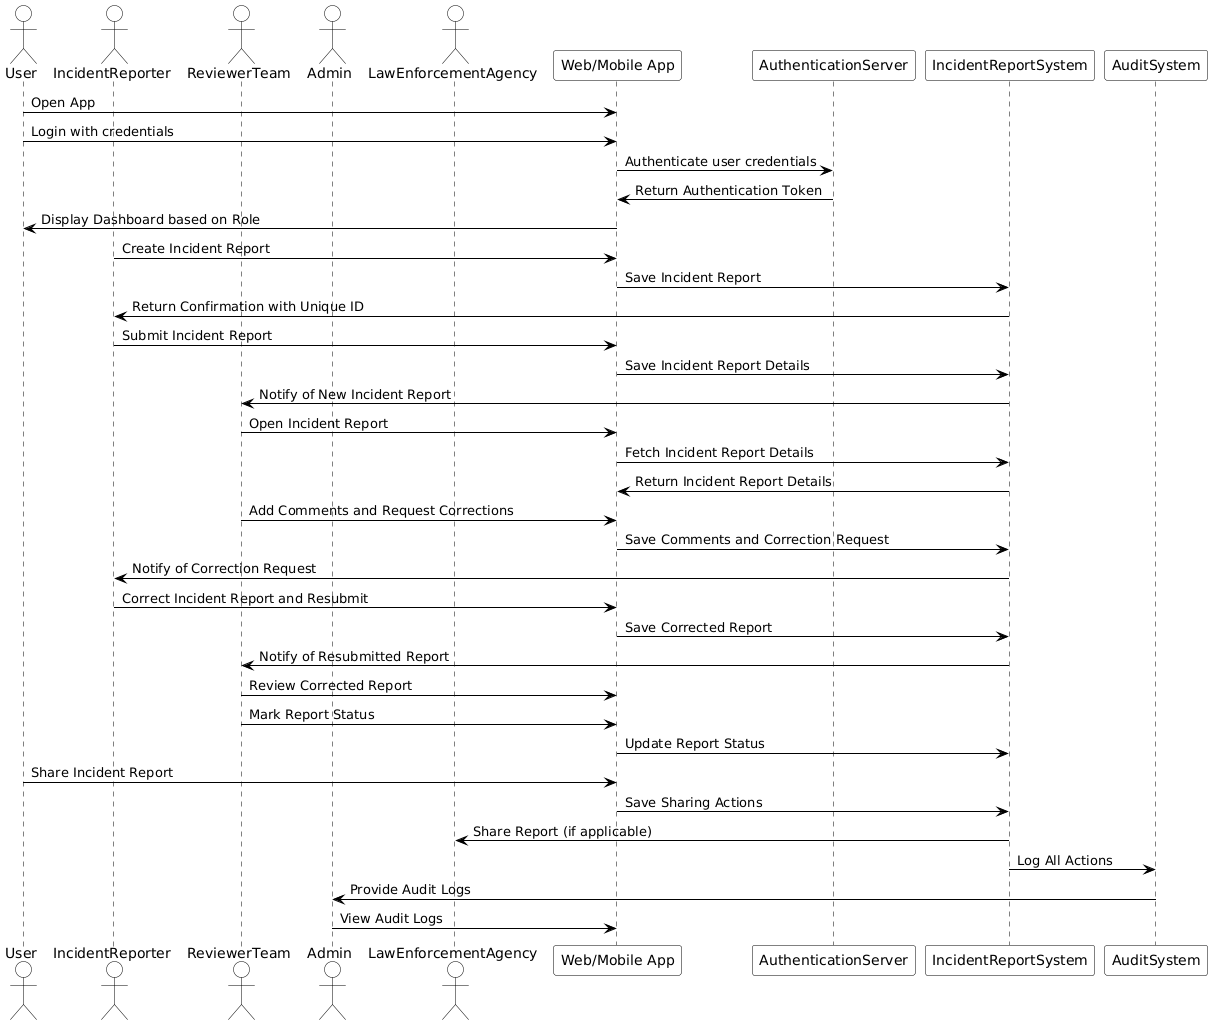 User
IncidentReporter
ReviewerTeam
Admin
LawEnforcementAgency
Web/Mobile App
AuthenticationServer
IncidentReportSystem
AuditSystem
Open App
Login with credentials
Authenticate user credentials
Return Authentication Token
Display Dashboard based on Role
Create Incident Report
Save Incident Report
Return Confirmation with Unique ID
Submit Incident Report
Save Incident Report Details
Notify of New Incident Report
Open Incident Report
Fetch Incident Report Details
Return Incident Report Details
Add Comments and Request Corrections
Save Comments and Correction Request
Notify of Correction Request
Correct Incident Report and Resubmit
Save Corrected Report
Notify of Resubmitted Report
Review Corrected Report
Mark Report Status
Update Report Status
Share Incident Report
Save Sharing Actions
Share Report (if applicable)
Log All Actions
Provide Audit Logs
View Audit Logs
User
IncidentReporter
ReviewerTeam
Admin
LawEnforcementAgency
Web/Mobile App
AuthenticationServer
IncidentReportSystem
AuditSystem